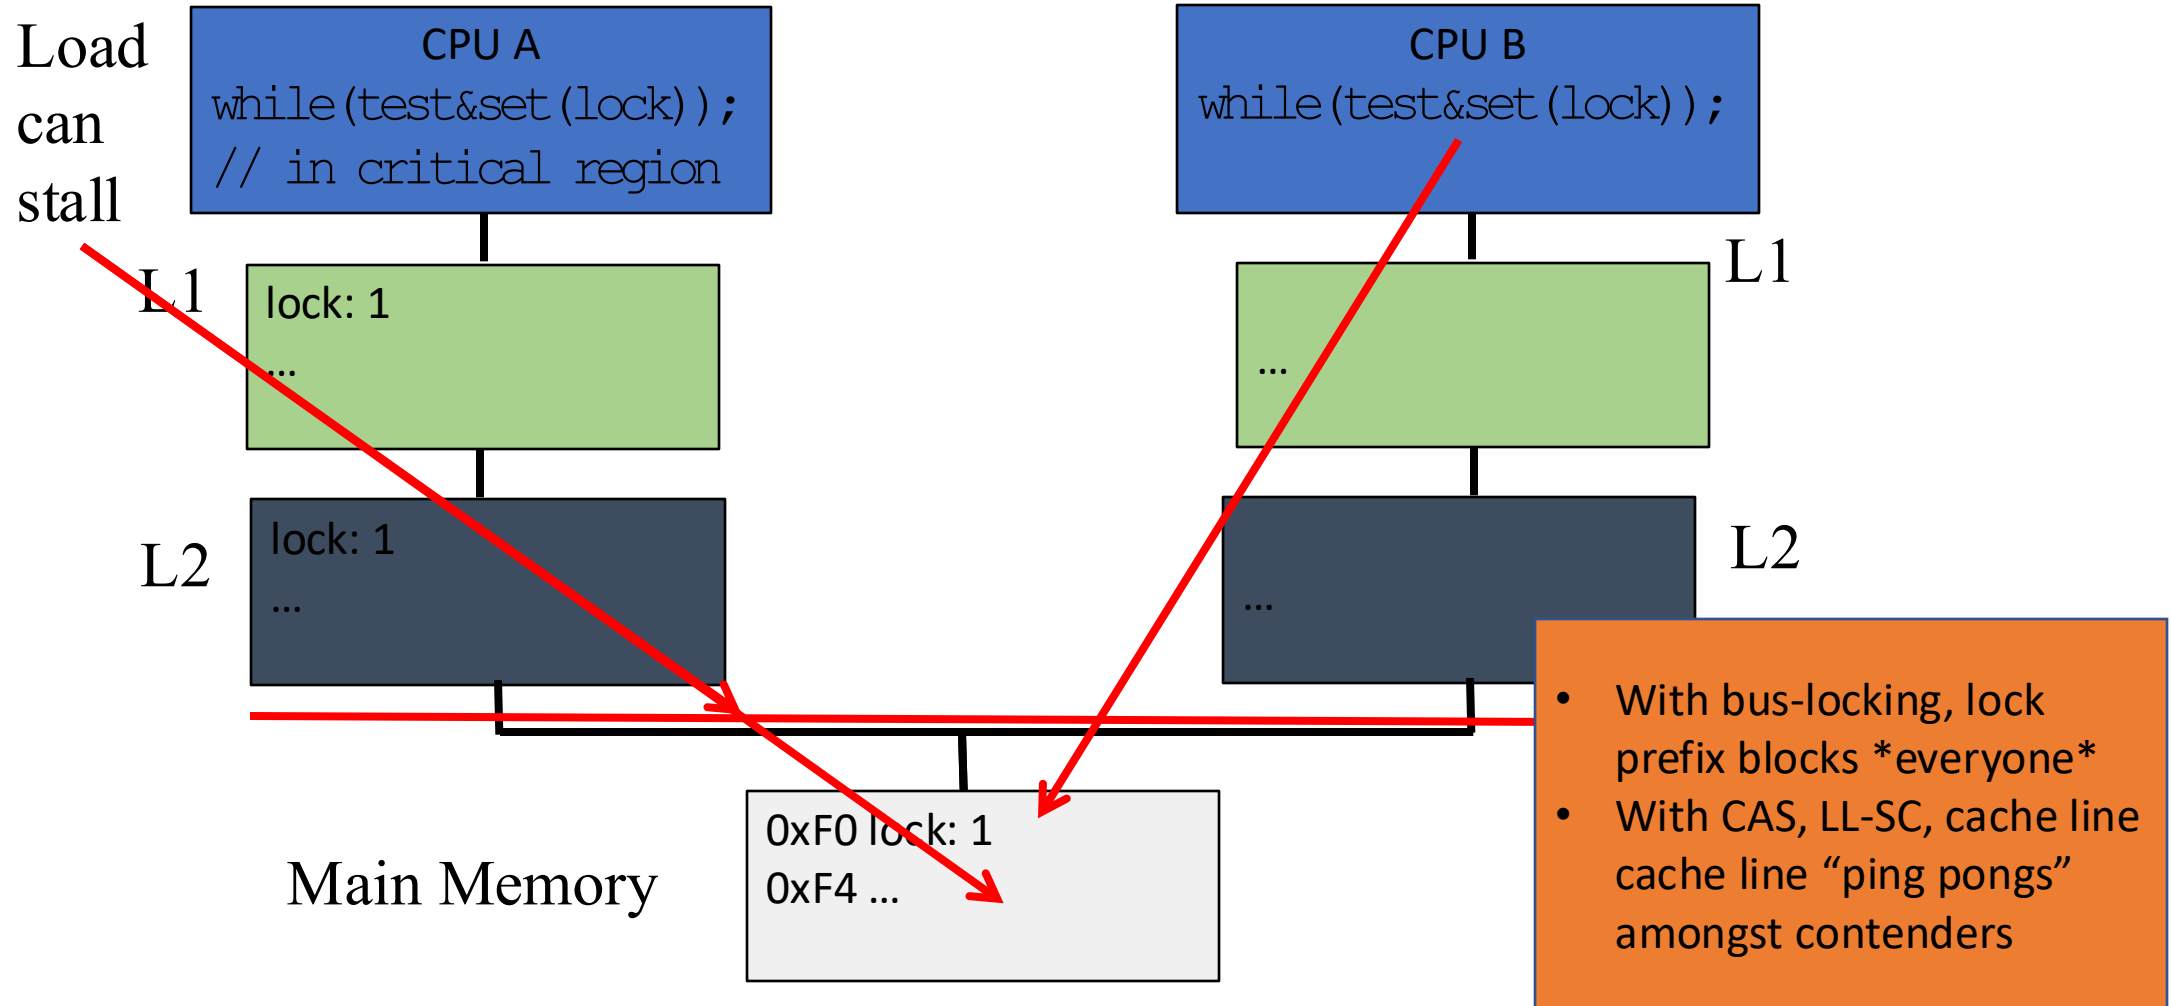 Load
can
stall
CPU A
while(test&set(lock));
// in critical region
CPU B
while(test&set(lock));
L1
lock: 1
...
L1
...
L2
lock: 1
...
L2
...
Main Memory
0xF0 lock: 1
0xF4 ...
• With bus-locking, lock
prefix blocks *everyone*
• With CAS, LL-SC, cache line
cache line “ping pongs”
amongst contenders